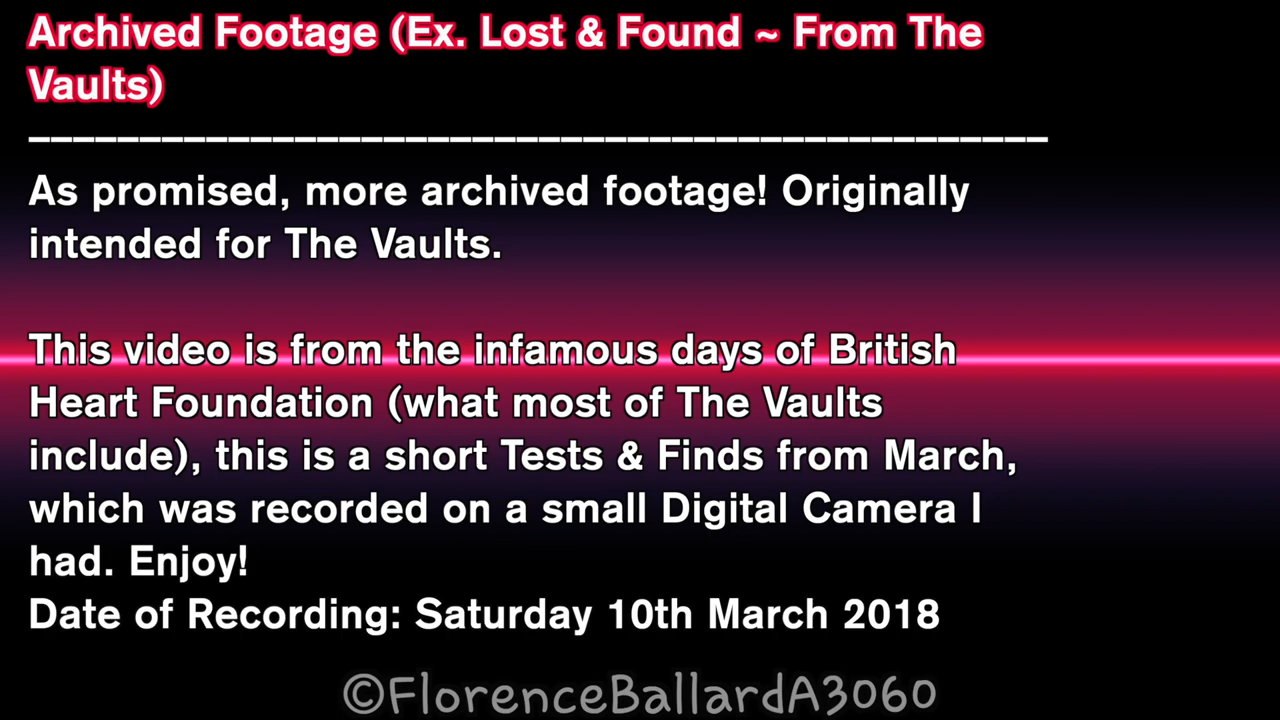 Archived Footage (Ex. Lost & Found ~ From The
Vaults)
______________________________________________
As promised, more archived footage! Originally
intended for The Vaults.
This video is from the infamous days of British
Heart Foundation (what most of The Vaults
include), this is a short Tests & Finds from March,
which was recorded on a small Digital Camera I
had. Enjoy!
Date of Recording: Saturday 10th March 2018
©FlorenceBallardA3060